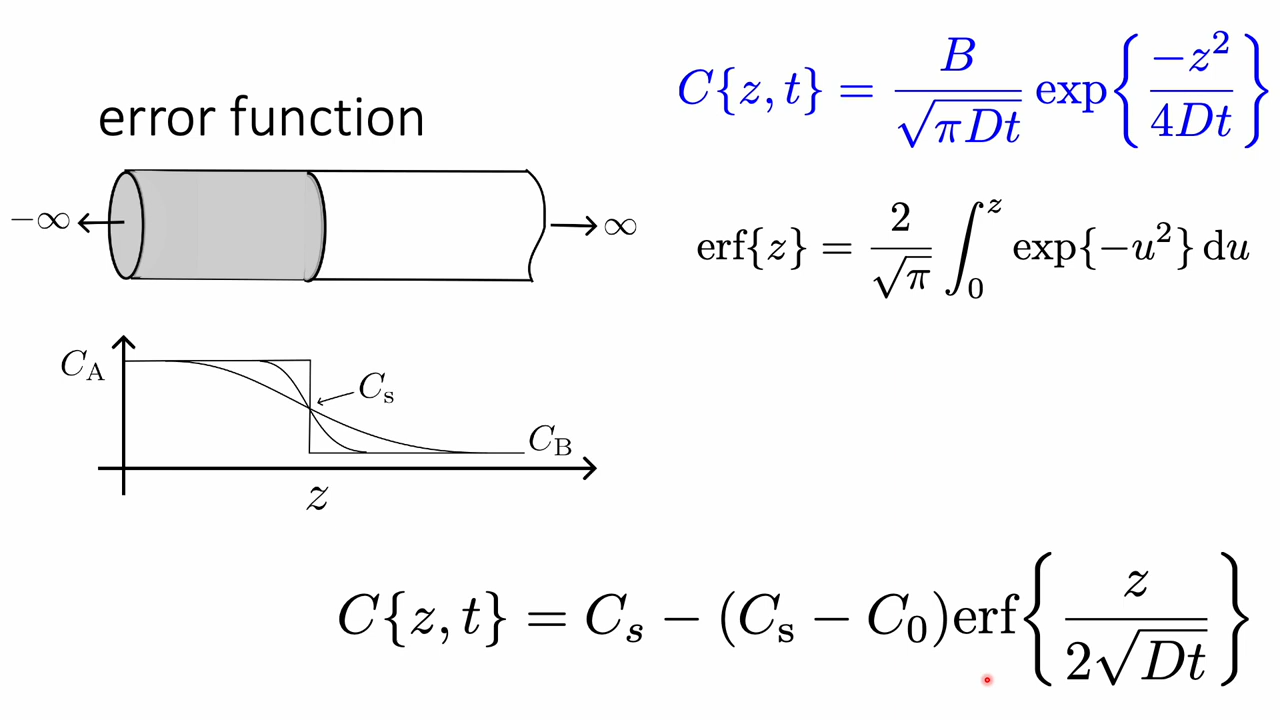 C{z, t} = B/√(πDt) exp{−z²/4Dt}
error function
−∞ ∞
erf{z} = 2/√π ∫₀ᶻ exp{−u²} du
C_A
C_s
C_B
z
C{z, t} = C_s − (C_s − C₀)erf{z/2√(Dt)}